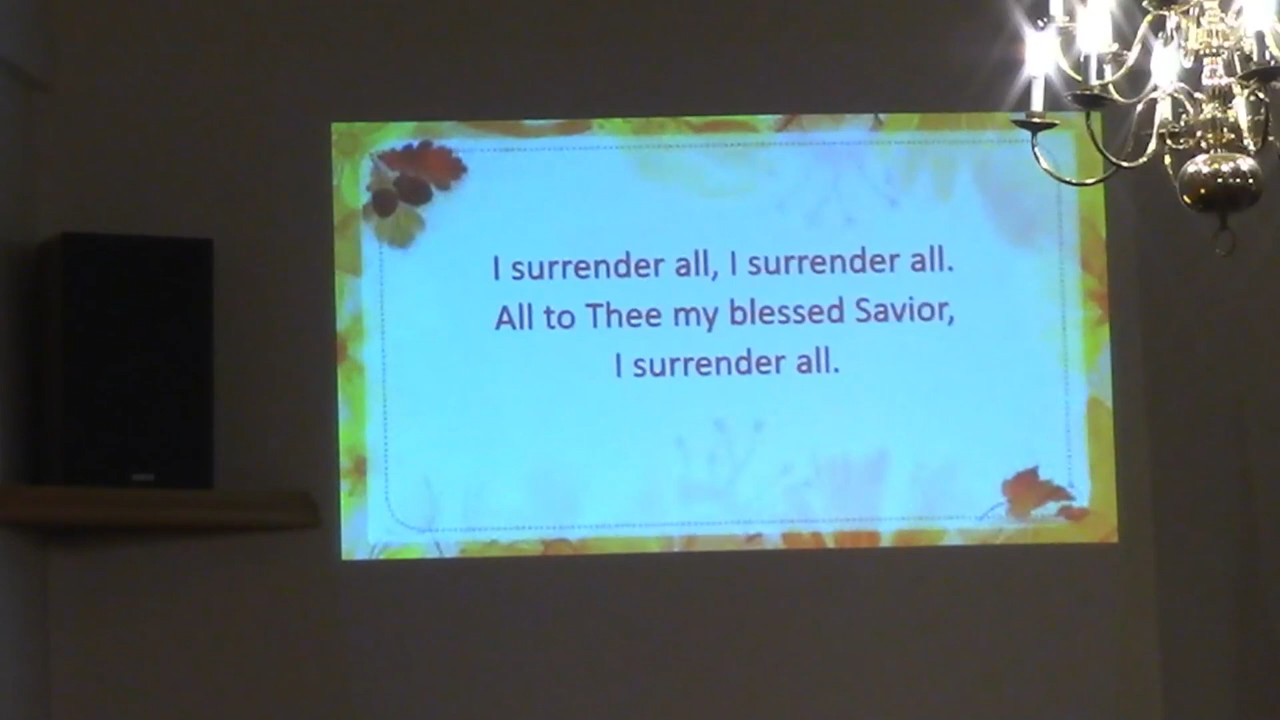 I surrender all, I surrender all.
All to Thee my blessed Savior,
I surrender all.